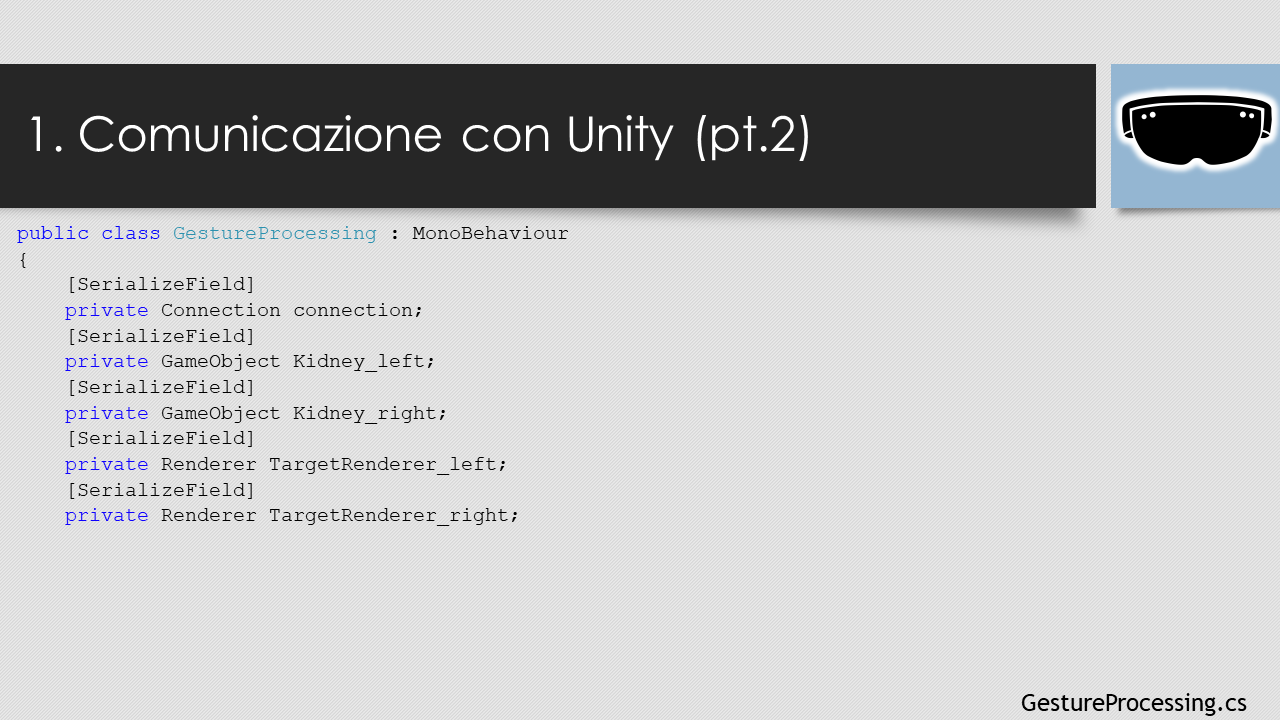 1. Comunicazione con Unity (pt.2)
public class GestureProcessing : MonoBehaviour
{
    [SerializeField]
    private Connection connection;
    [SerializeField]
    private GameObject Kidney_left;
    [SerializeField]
    private GameObject Kidney_right;
    [SerializeField]
    private Renderer TargetRenderer_left;
    [SerializeField]
    private Renderer TargetRenderer_right;
GestureProcessing.cs